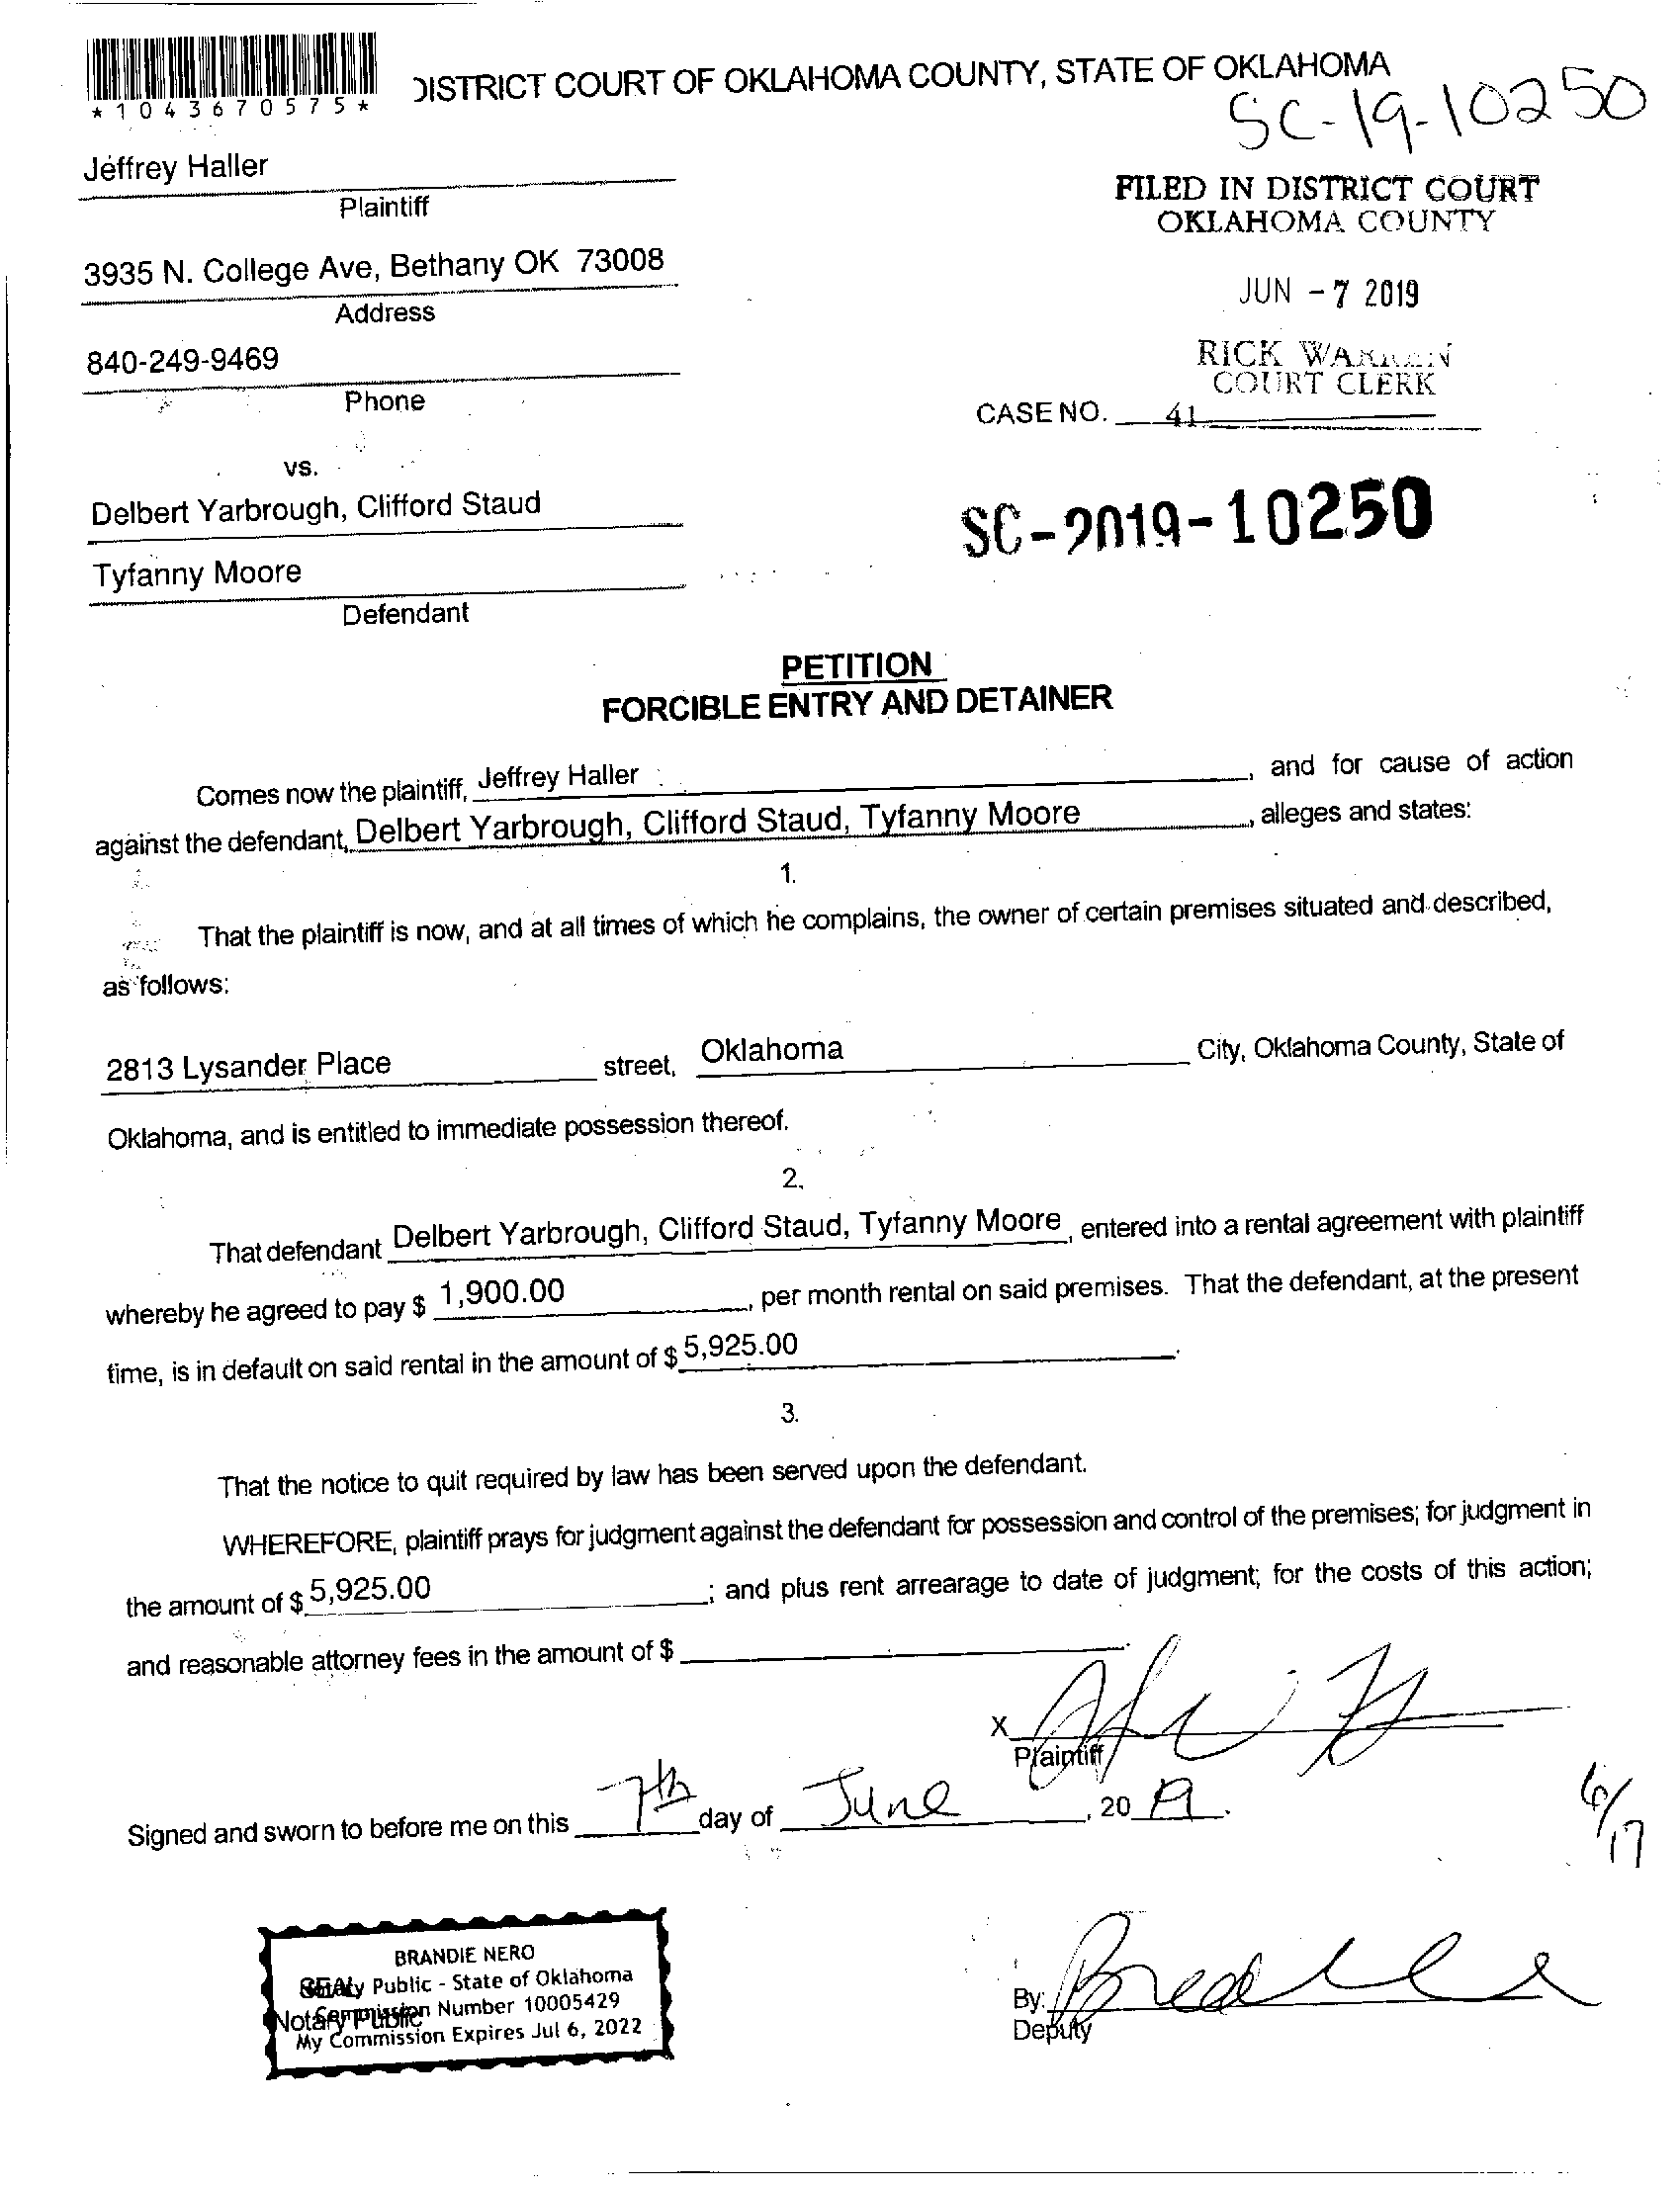 *1043670575*
DISTRICT COURT OF OKLAHOMA COUNTY, STATE OF OKLAHOMA
SC-19-10250
Jeffrey Haller
Plaintiff
FILED IN DISTRICT COURT
OKLAHOMA COUNTY
3935 N. College Ave, Bethany OK 73008
Address
JUN - 7 2019
840-249-9469
Phone
RICK WARREN
COURT CLERK
CASE NO. 41
vs.
Delbert Yarbrough, Clifford Staud
SC-2019-10250
Tyfanny Moore
Defendant
PETITION
FORCIBLE ENTRY AND DETAINER
Comes now the plaintiff, Jeffrey Haller, and for cause of action
against the defendant, Delbert Yarbrough, Clifford Staud, Tyfanny Moore, alleges and states:
1.
That the plaintiff is now, and at all times of which he complains, the owner of certain premises situated and described,
as follows:
2813 Lysander Place street, Oklahoma City, Oklahoma County, State of
Oklahoma, and is entitled to immediate possession thereof.
2.
That defendant Delbert Yarbrough, Clifford Staud, Tyfanny Moore, entered into a rental agreement with plaintiff
whereby he agreed to pay $ 1,900.00, per month rental on said premises. That the defendant, at the present
time, is in default on said rental in the amount of $ 5,925.00.
3.
That the notice to quit required by law has been served upon the defendant.
WHEREFORE, plaintiff prays for judgment against the defendant for possession and control of the premises; for judgment in
the amount of $ 5,925.00; and plus rent arrearage to date of judgment; for the costs of this action;
and reasonable attorney fees in the amount of $
X
Plaintiff
Signed and sworn to before me on this 7th day of June, 2019.
6/17
BRANDIE NERO
SEAL
Notary Public - State of Oklahoma
Notary Public
Commission Number 10005429
My Commission Expires Jul 6, 2022
By:
Deputy